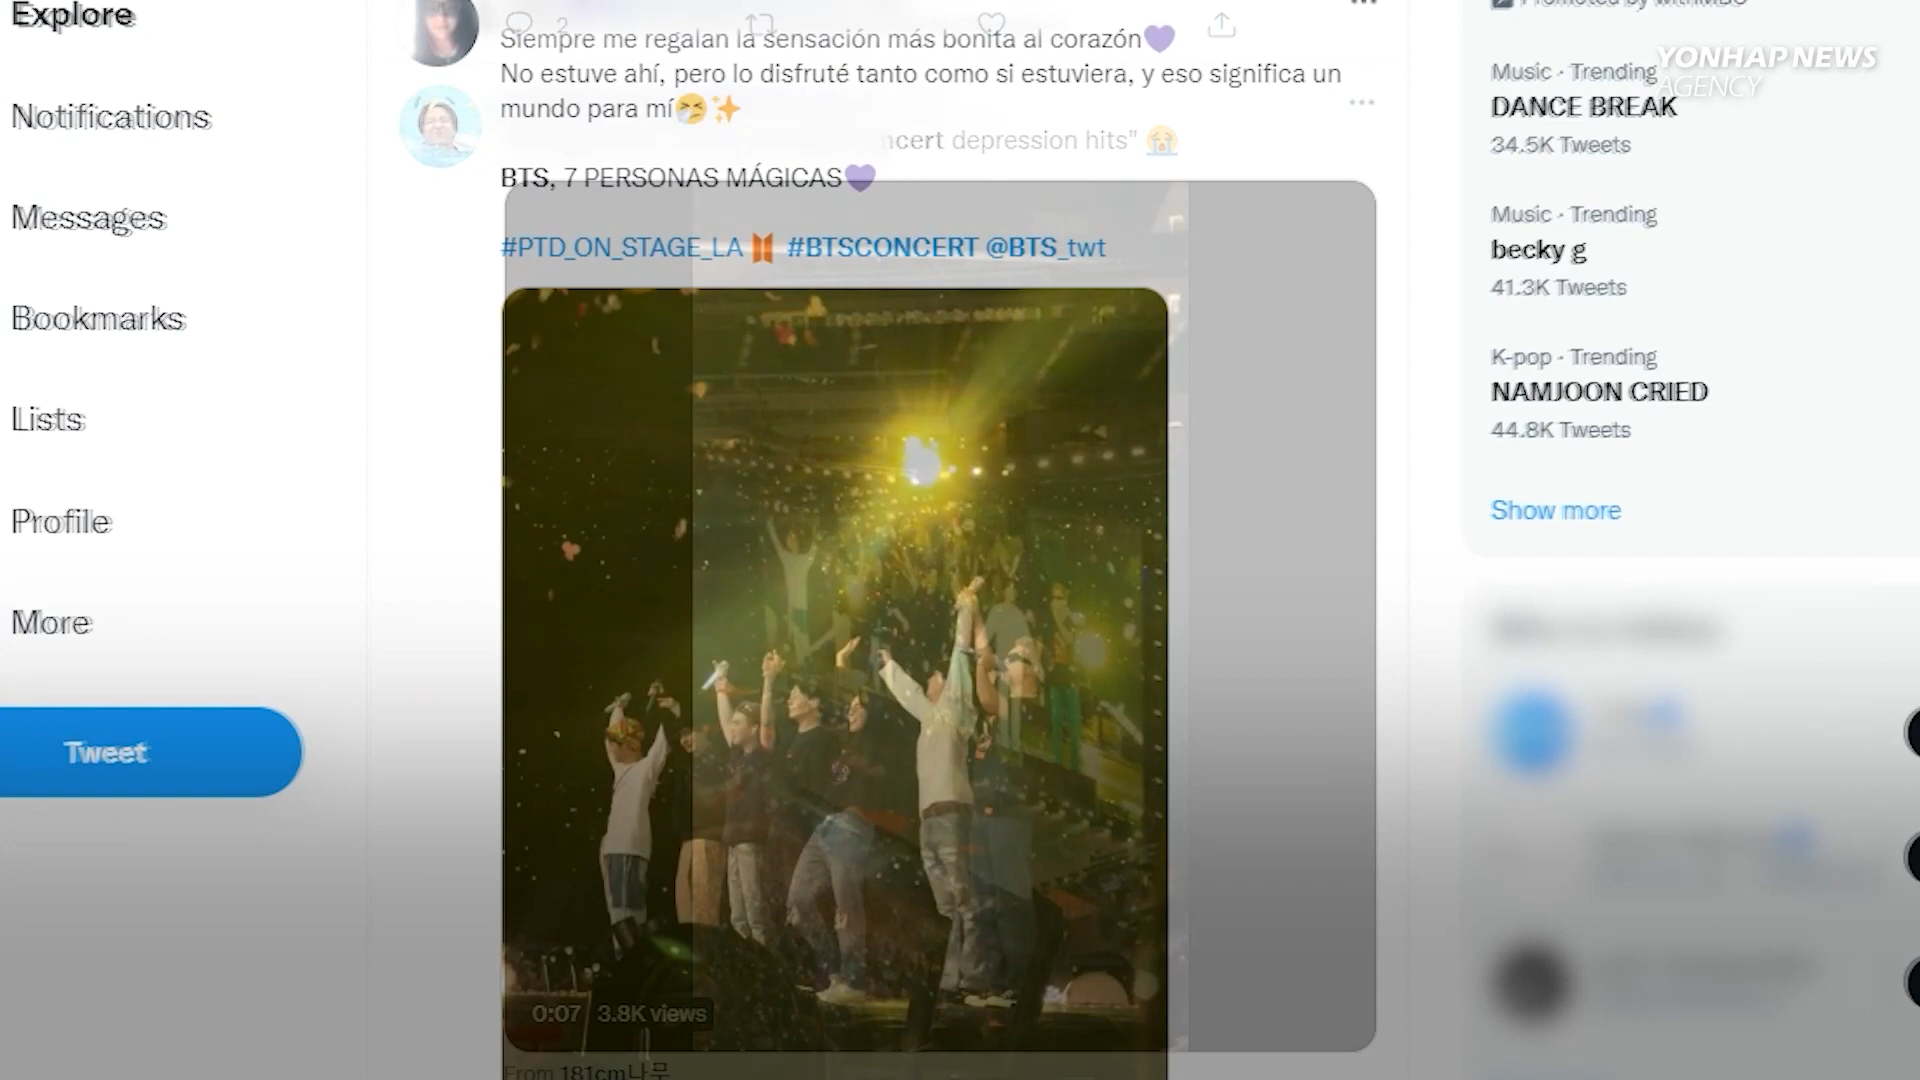 Explore
Notifications
Messages
Bookmarks
Lists
Profile
More
Tweet
2
Siempre me regalan la sensación más bonita al corazón💜
No estuve ahí, pero lo disfruté tanto como si estuviera, y eso significa un
mundo para mí🤧✨
ncert depression hits" 😭
BTS, 7 PERSONAS MÁGICAS💜
#PTD_ON_STAGE_LA #BTSCONCERT @BTS_twt
0:07 3.8K views
From 181cm나무
Promoted by withMBC
YONHAP NEWS
AGENCY
Music · Trending
DANCE BREAK
34.5K Tweets
Music · Trending
becky g
41.3K Tweets
K-pop · Trending
NAMJOON CRIED
44.8K Tweets
Show more